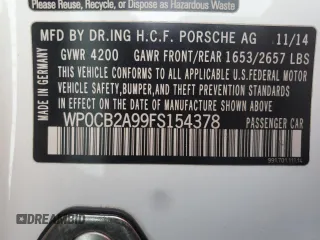 Recycle or Dispose as Hazardous Waste
MFD BY DR.ING H.C.F. PORSCHE AG 11/14
GVWR 4200 GAWR FRONT/REAR 1653/2657 LBS
THIS VEHICLE CONFORMS TO ALL APPLICABLE
U.S.FEDERAL MOTOR VEHICLE
SAFETY,BUMPER,AND THEFT PREVENTION
STANDARDS IN EFFECT ON THE DATE OF
MANUFACTURE SHOWN ABOVE.
WP0CB2A99FS154378 PASSENGER CAR
MADE IN GERMANY
DREAMBID